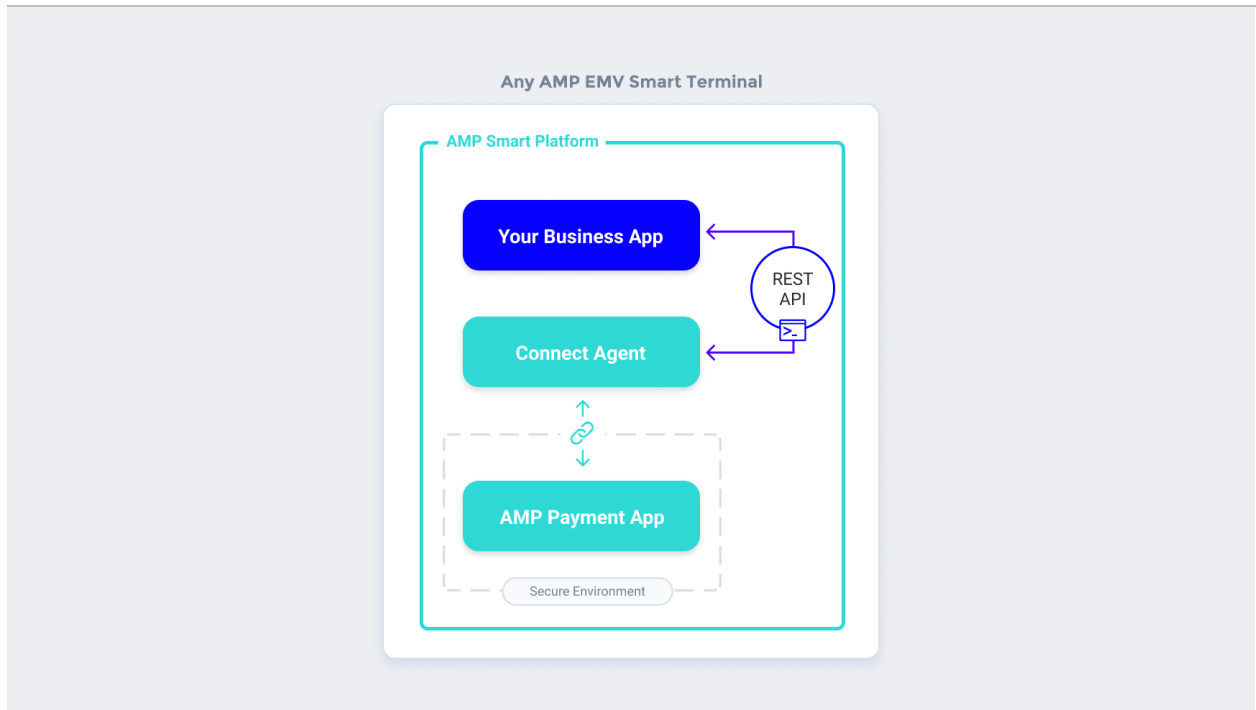 Any AMP EMV Smart Terminal
AMP Smart Platform
Your Business App
REST
API
>_
Connect Agent
AMP Payment App
Secure Environment